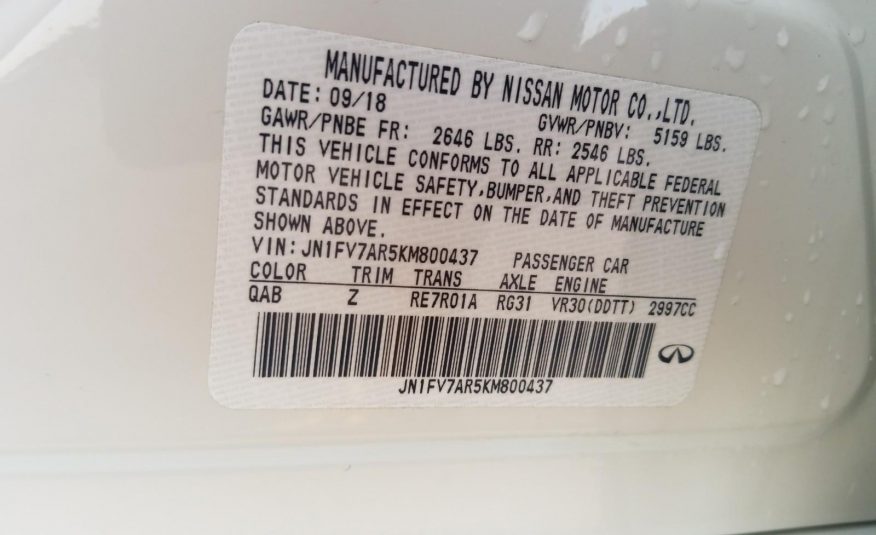 MANUFACTURED BY NISSAN MOTOR CO.,LTD.
DATE: 09/18 GVWR/PNBV: 5159 LBS.
GAWR/PNBE FR: 2646 LBS. RR: 2546 LBS.
THIS VEHICLE CONFORMS TO ALL APPLICABLE FEDERAL
MOTOR VEHICLE SAFETY,BUMPER,AND THEFT PREVENTION
STANDARDS IN EFFECT ON THE DATE OF MANUFACTURE
SHOWN ABOVE.
VIN: JN1FV7AR5KM800437 PASSENGER CAR
COLOR TRIM TRANS AXLE ENGINE
QAB Z RE7R01A RG31 VR30(DDTT) 2997CC
JN1FV7AR5KM800437